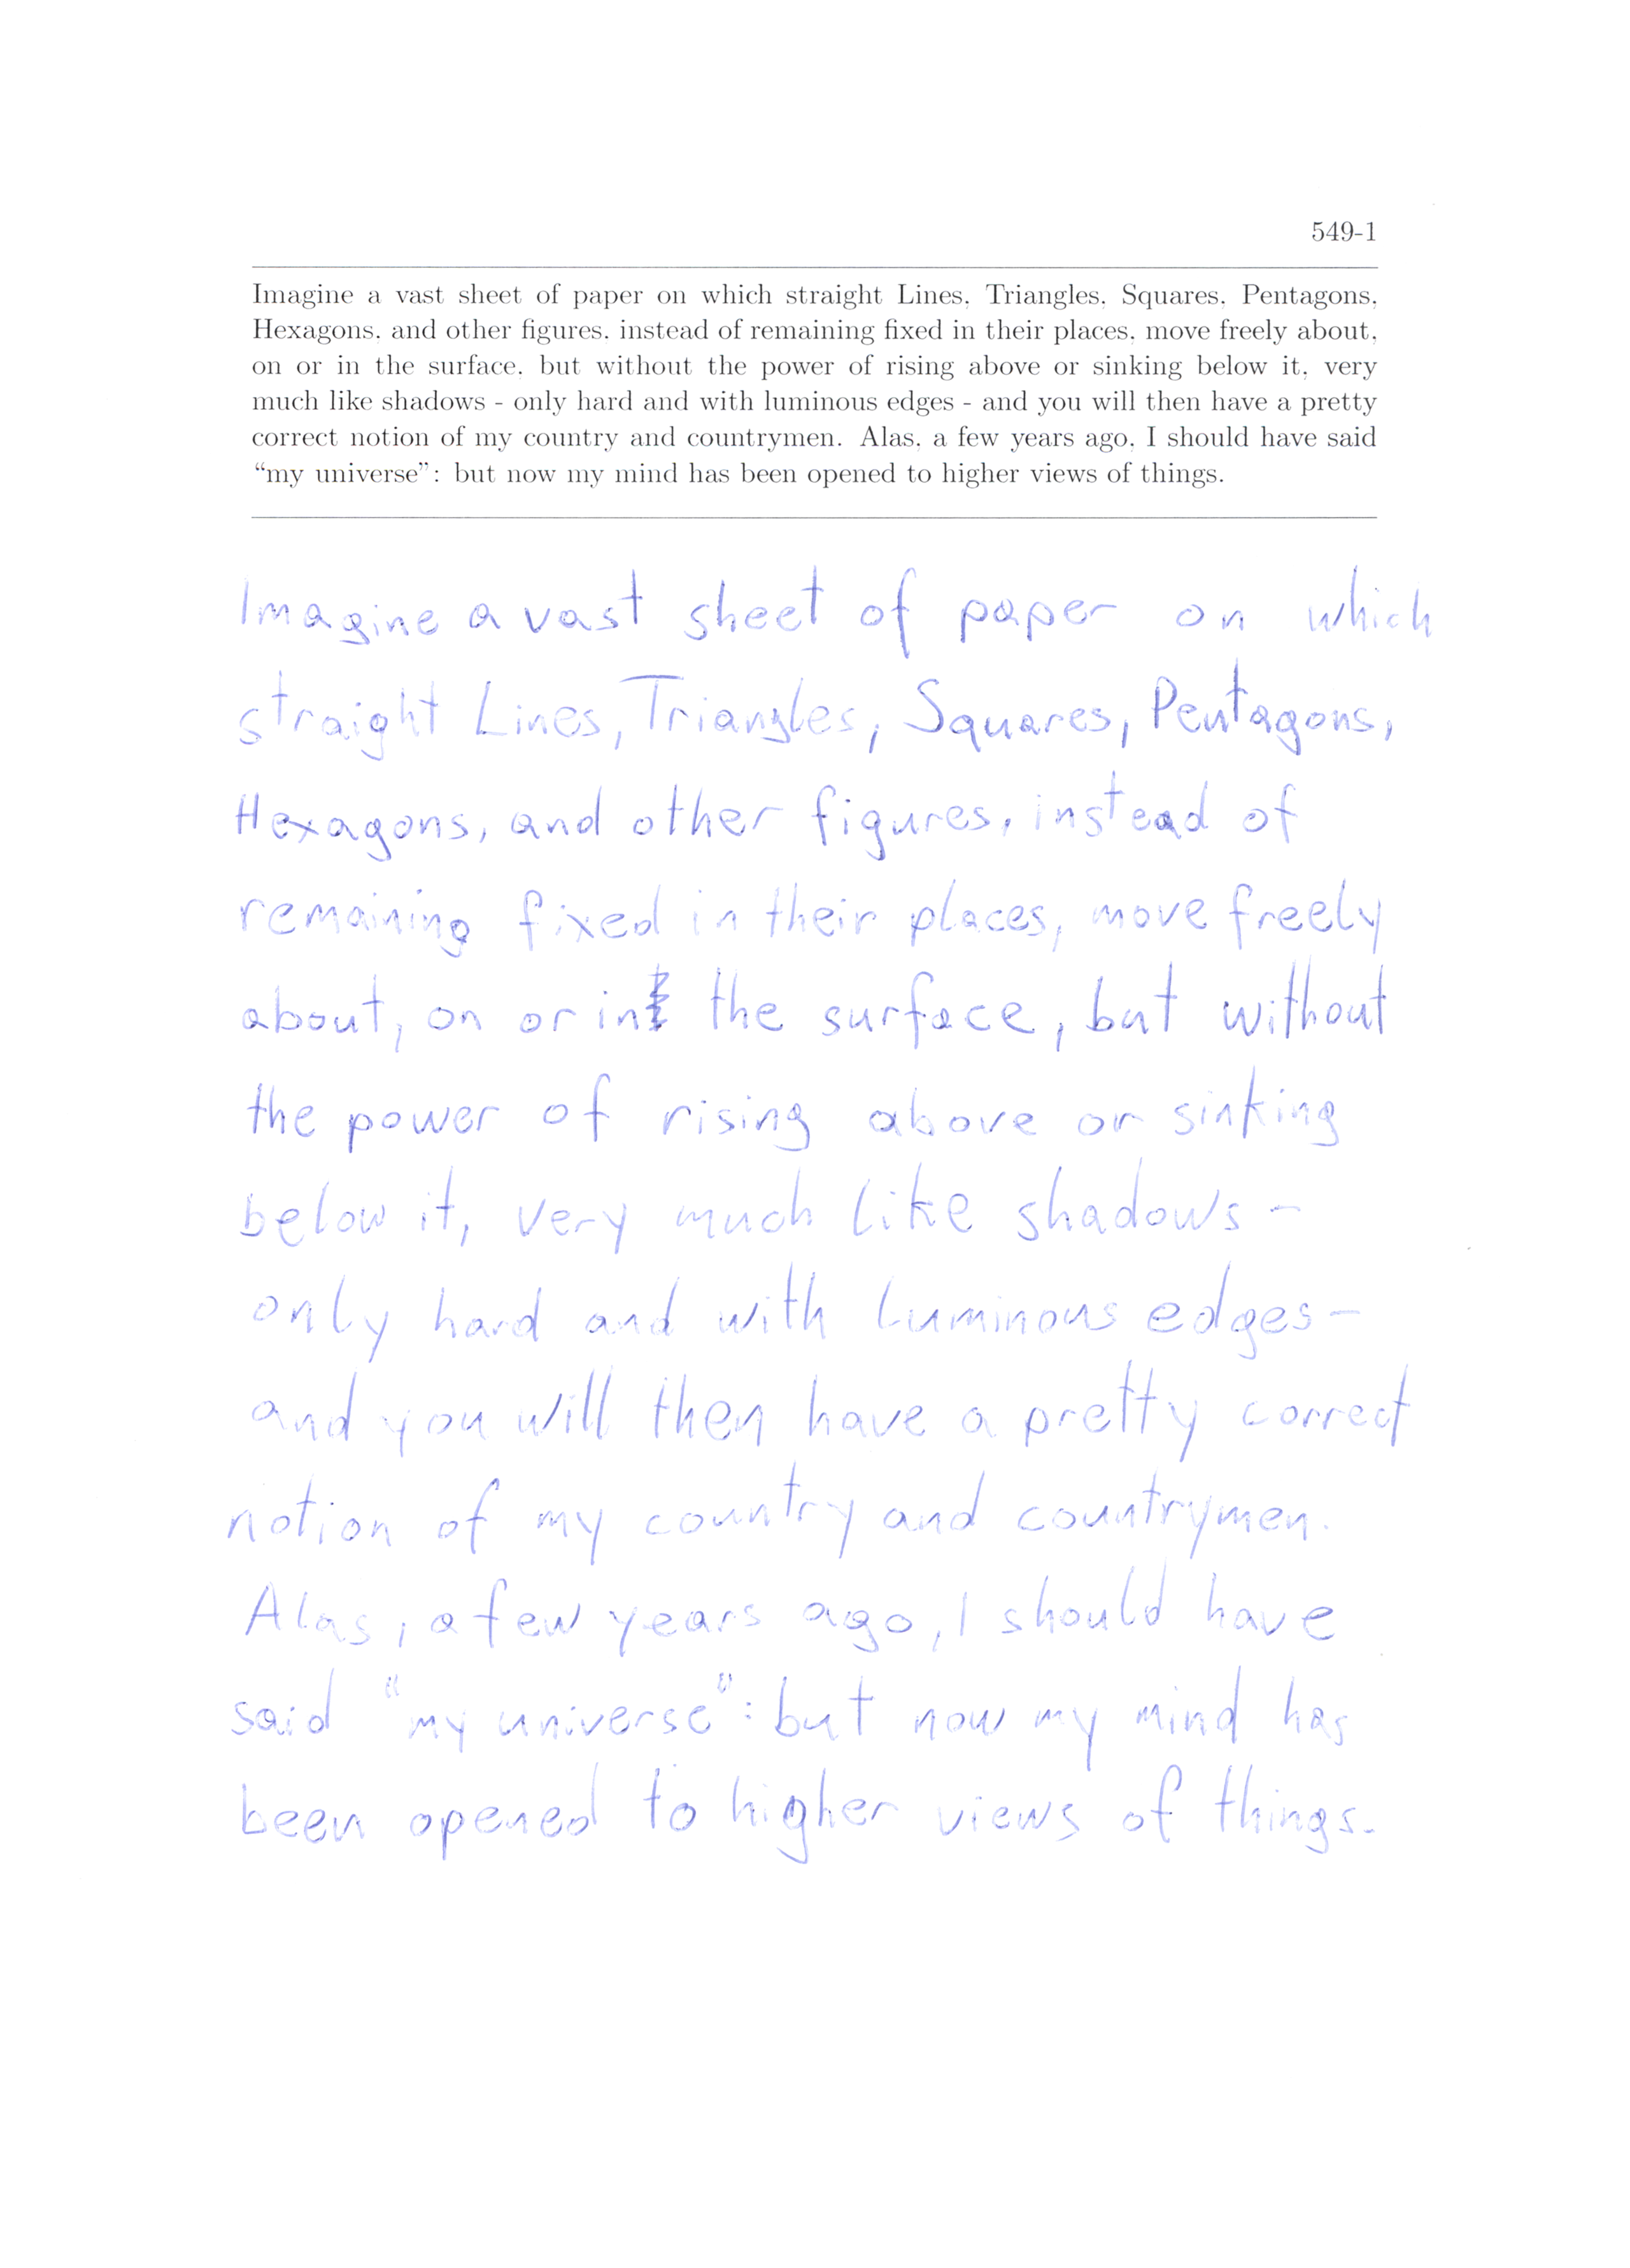 549-1
Imagine a vast sheet of paper on which straight Lines, Triangles, Squares, Pentagons,
Hexagons, and other figures, instead of remaining fixed in their places, move freely about,
on or in the surface, but without the power of rising above or sinking below it, very
much like shadows - only hard and with luminous edges - and you will then have a pretty
correct notion of my country and countrymen. Alas, a few years ago, I should have said
“my universe”: but now my mind has been opened to higher views of things.
Imagine a vast sheet of paper on which
straight Lines, Triangles, Squares, Pentagons,
Hexagons, and other figures, instead of
remaining fixed in their places, move freely
about, on or in the surface, but without
the power of rising above or sinking
below it, very much like shadows -
only hard and with luminous edges -
and you will then have a pretty correct
notion of my country and countrymen.
Alas, a few years ago, I should have
said "my universe": but now my mind has
been opened to higher views of things.